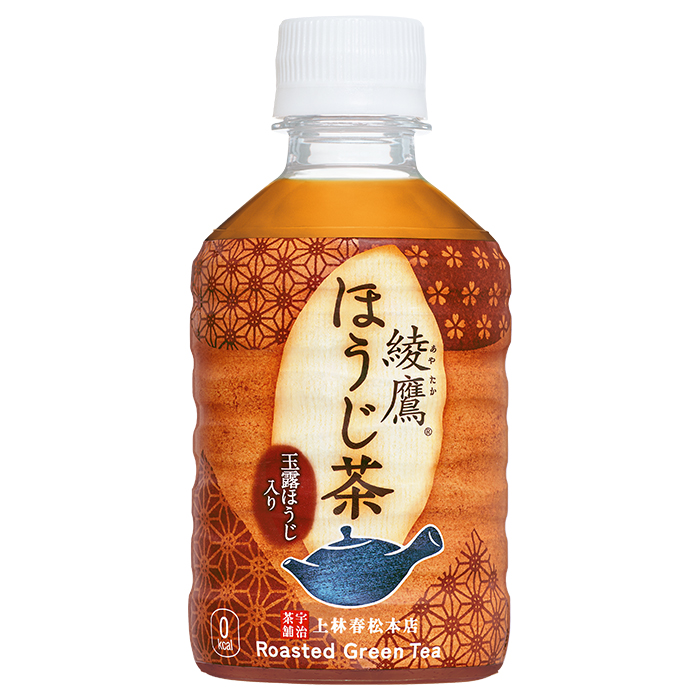 綾鷹®
あやたか
ほうじ茶
玉露ほうじ
入り
宇治
茶舗
上林春松本店
Roasted Green Tea
0
kcal